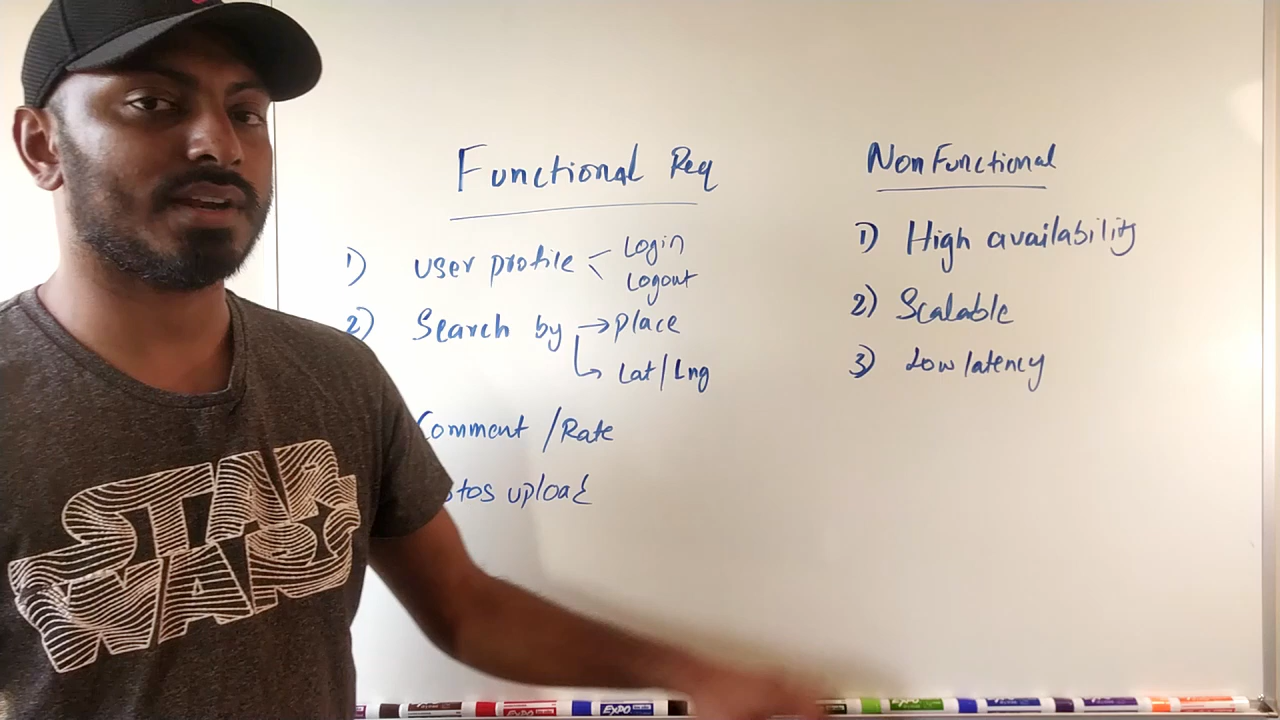 Functional Req
1) User profile Login
Logout
2) Search by → place
Lat/Lng
Comment / Rate
upload
Non Functional
1) High availability
2) Scalable
3) Low latency
STAR
WARS
EXPO